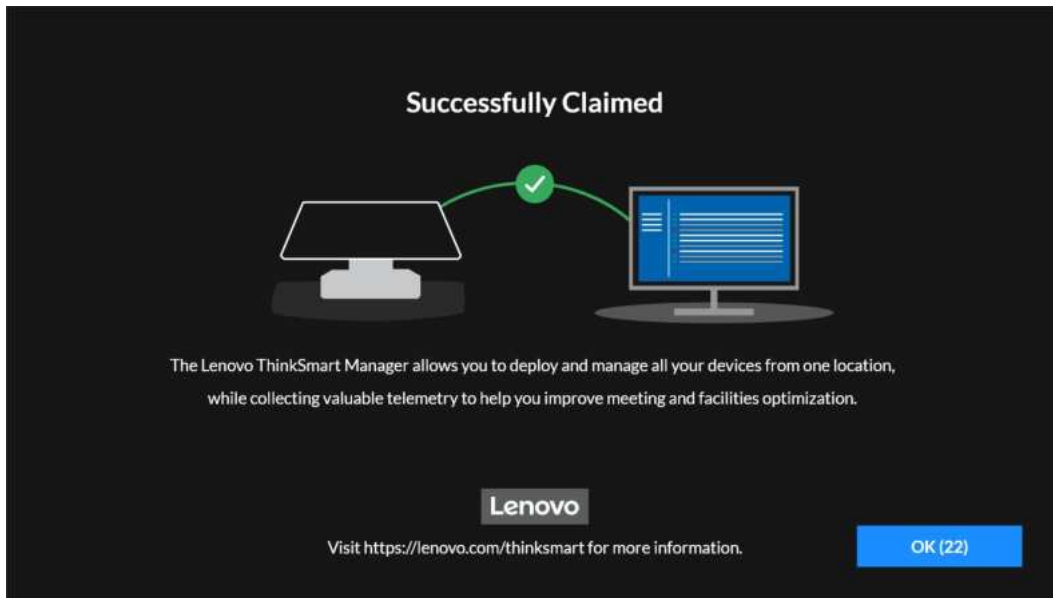 Successfully Claimed
The Lenovo ThinkSmart Manager allows you to deploy and manage all your devices from one location,
while collecting valuable telemetry to help you improve meeting and facilities optimization.
Lenovo
Visit https://lenovo.com/thinksmart for more information.
OK (22)